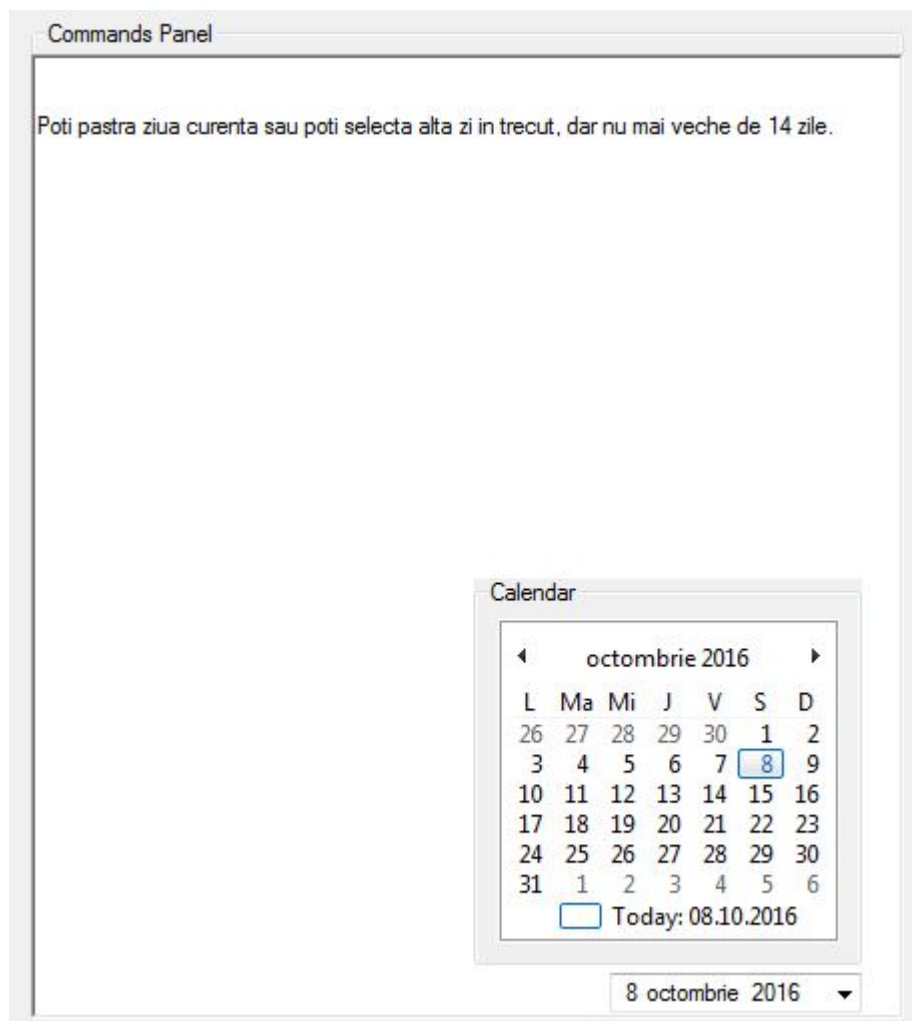 Commands Panel
Poti pastra ziua curenta sau poti selecta alta zi in trecut, dar nu mai veche de 14 zile.
Calendar
octombrie 2016
L Ma Mi J V S D
26 27 28 29 30 1 2
3 4 5 6 7 8 9
10 11 12 13 14 15 16
17 18 19 20 21 22 23
24 25 26 27 28 29 30
31 1 2 3 4 5 6
Today: 08.10.2016
8 octombrie 2016